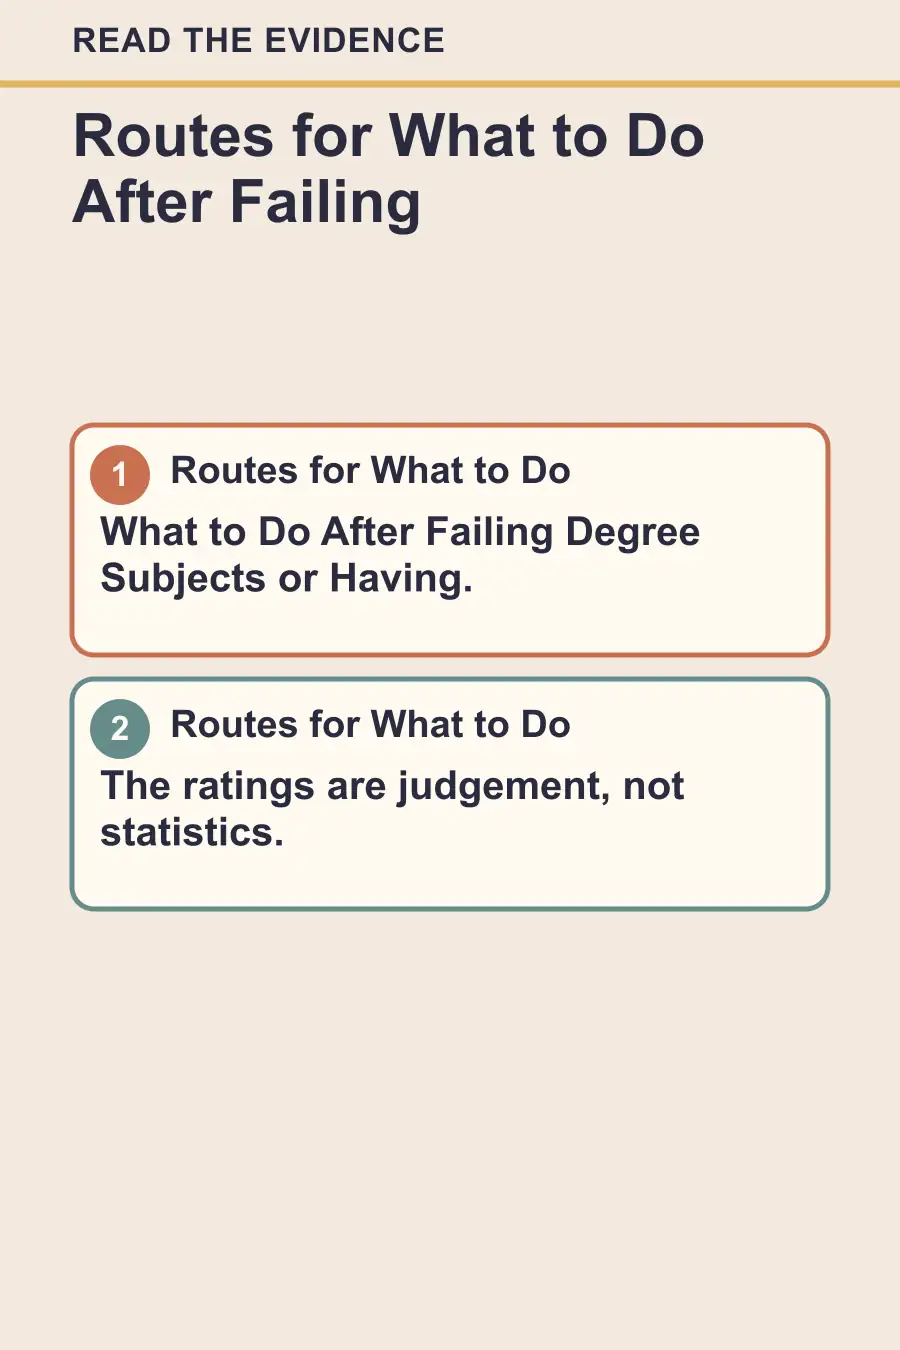 READ THE EVIDENCE
Routes for What to Do
After Failing
1 Routes for What to Do
What to Do After Failing Degree
Subjects or Having.
2 Routes for What to Do
The ratings are judgement, not
statistics.